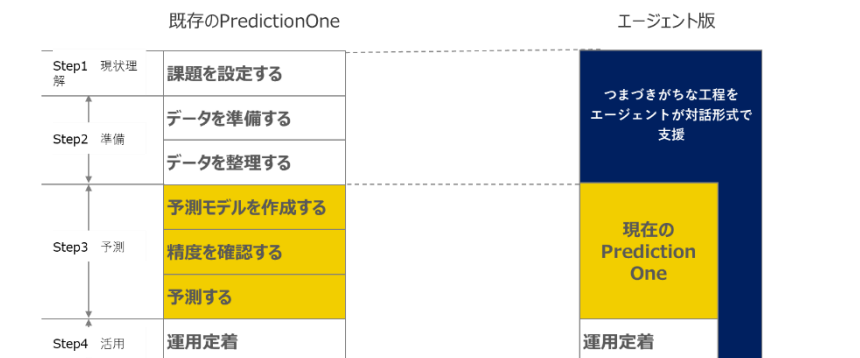 既存のPredictionOne
エージェント版
Step1 現状理
解
課題を設定する
データを準備する
Step2 準備
データを整理する
予測モデルを作成する
Step3 予測
精度を確認する
予測する
Step4 活用
運用定着
つまづきがちな工程を
エージェントが対話形式で
支援
現在の
Prediction
One
運用定着